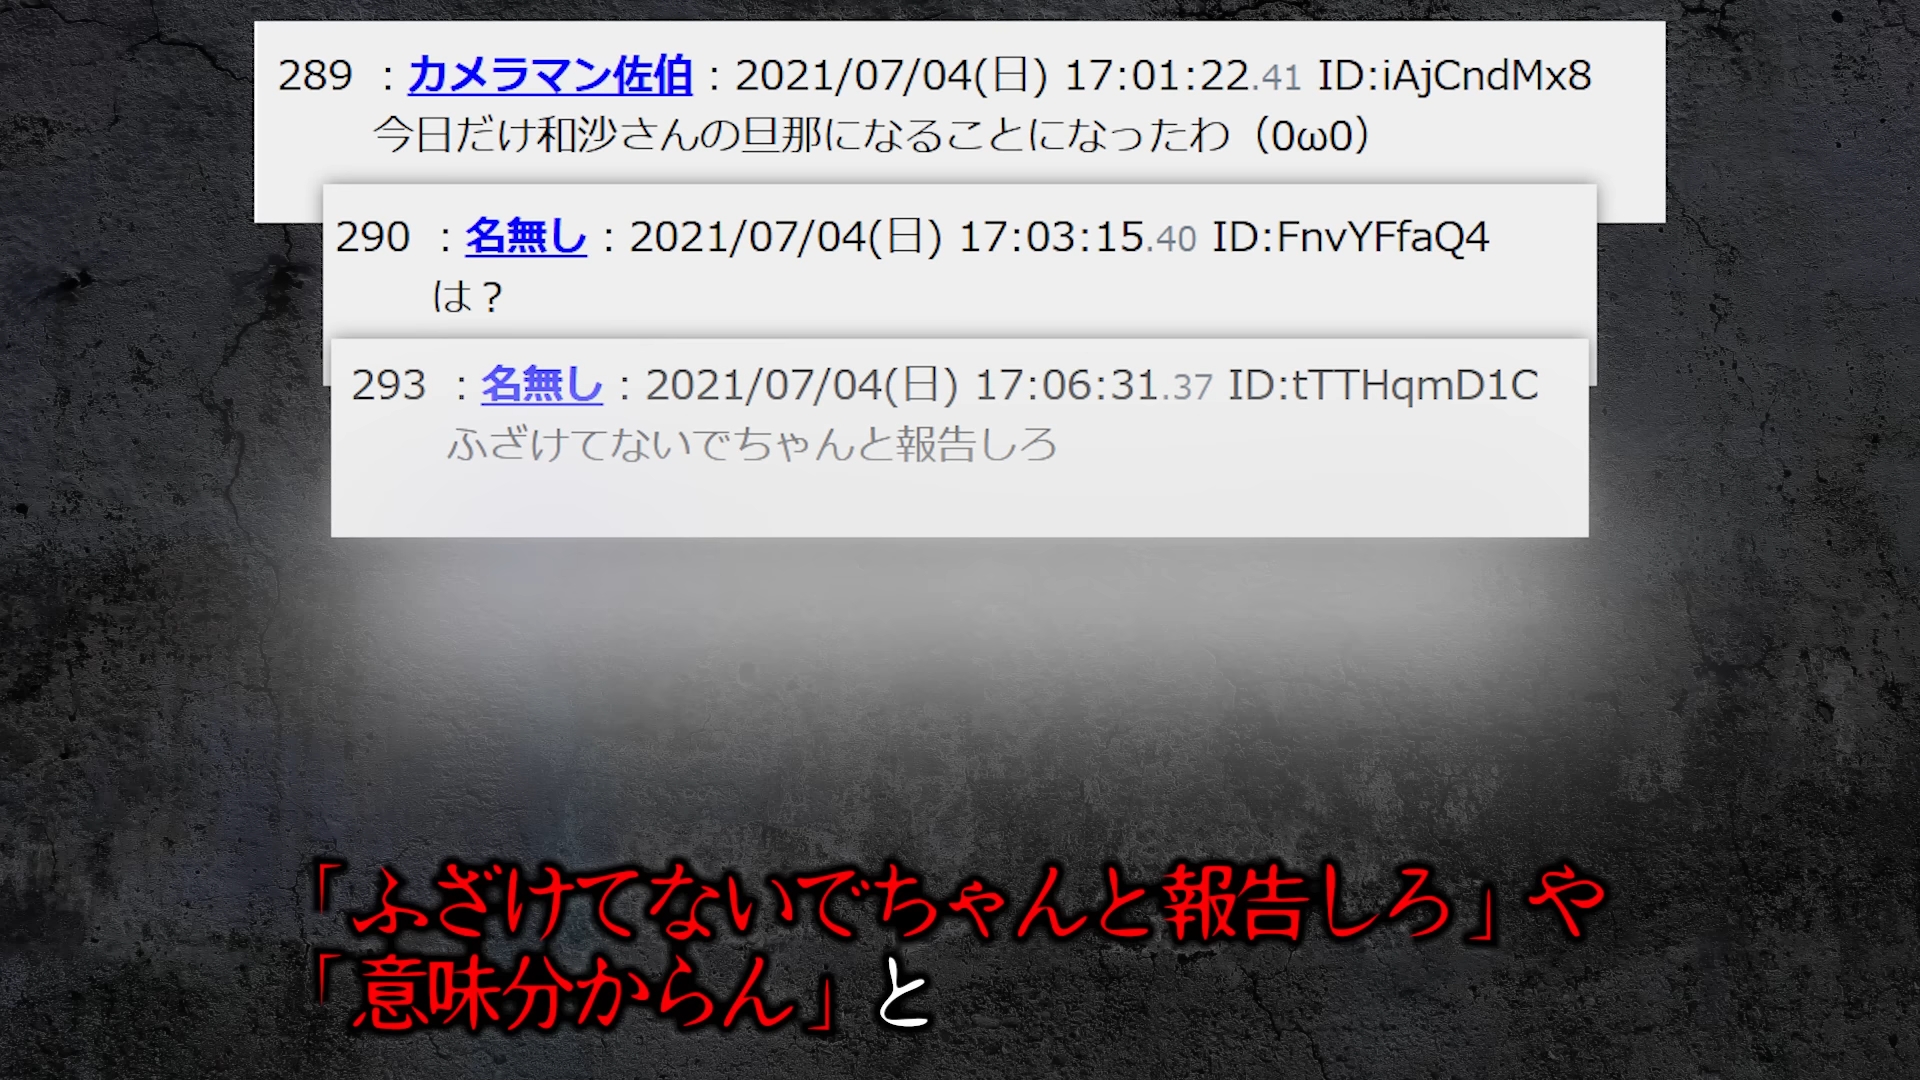 289 ：カメラマン佐伯：2021/07/04(日) 17:01:22.41 ID:iAjCndMx8
今日だけ和沙さんの旦那になることになったわ（0ω0）
290 ：名無し：2021/07/04(日) 17:03:15.40 ID:FnvYFfaQ4
は？
293 ：名無し：2021/07/04(日) 17:06:31.37 ID:tTTHqmD1C
ふざけてないでちゃんと報告しろ
「ふざけてないでちゃんと報告しろ」や
「意味分からん」と